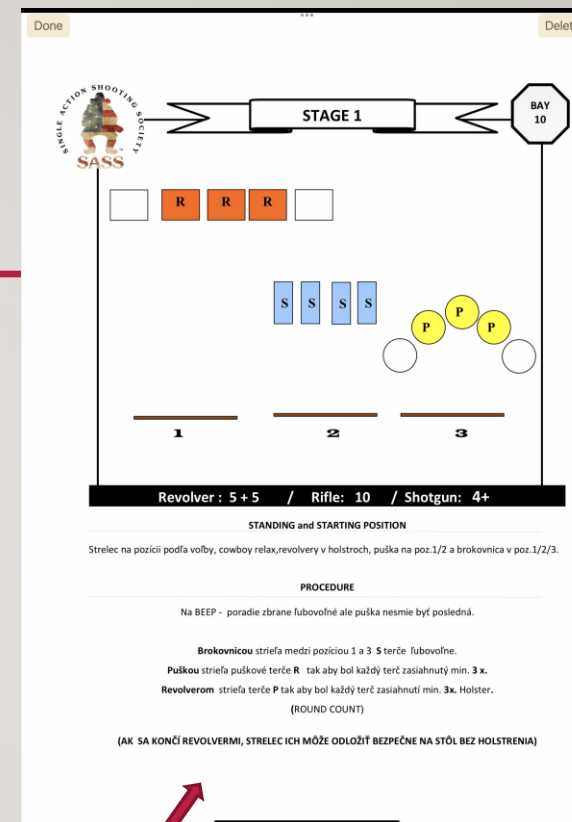 Done
Delet
SINGLE ACTION SHOOTING SOCIETY
SASS
STAGE 1
BAY
10
R R R
S S S S
P P P
1 2 3
Revolver : 5 + 5 / Rifle: 10 / Shotgun: 4+
STANDING and STARTING POSITION
Strelec na pozícii podľa voľby, cowboy relax,revolvery v holstroch, puška na poz.1/2 a brokovnica v poz.1/2/3.
PROCEDURE
Na BEEP - poradie zbrane ľubovoľné ale puška nesmie byť posledná.
Brokovnicou strieľa medzi pozíciou 1 a 3 S terče ľubovoľne.
Puškou strieľa puškové terče R tak aby bol každý terč zasiahnutý min. 3 x.
Revolverom strieľa terče P tak aby bol každý terč zasiahnutí min. 3x. Holster.
(ROUND COUNT)
(AK SA KONČÍ REVOLVERMI, STRELEC ICH MÔŽE ODLOŽIŤ BEZPEČNE NA STÔL BEZ HOLSTRENIA)